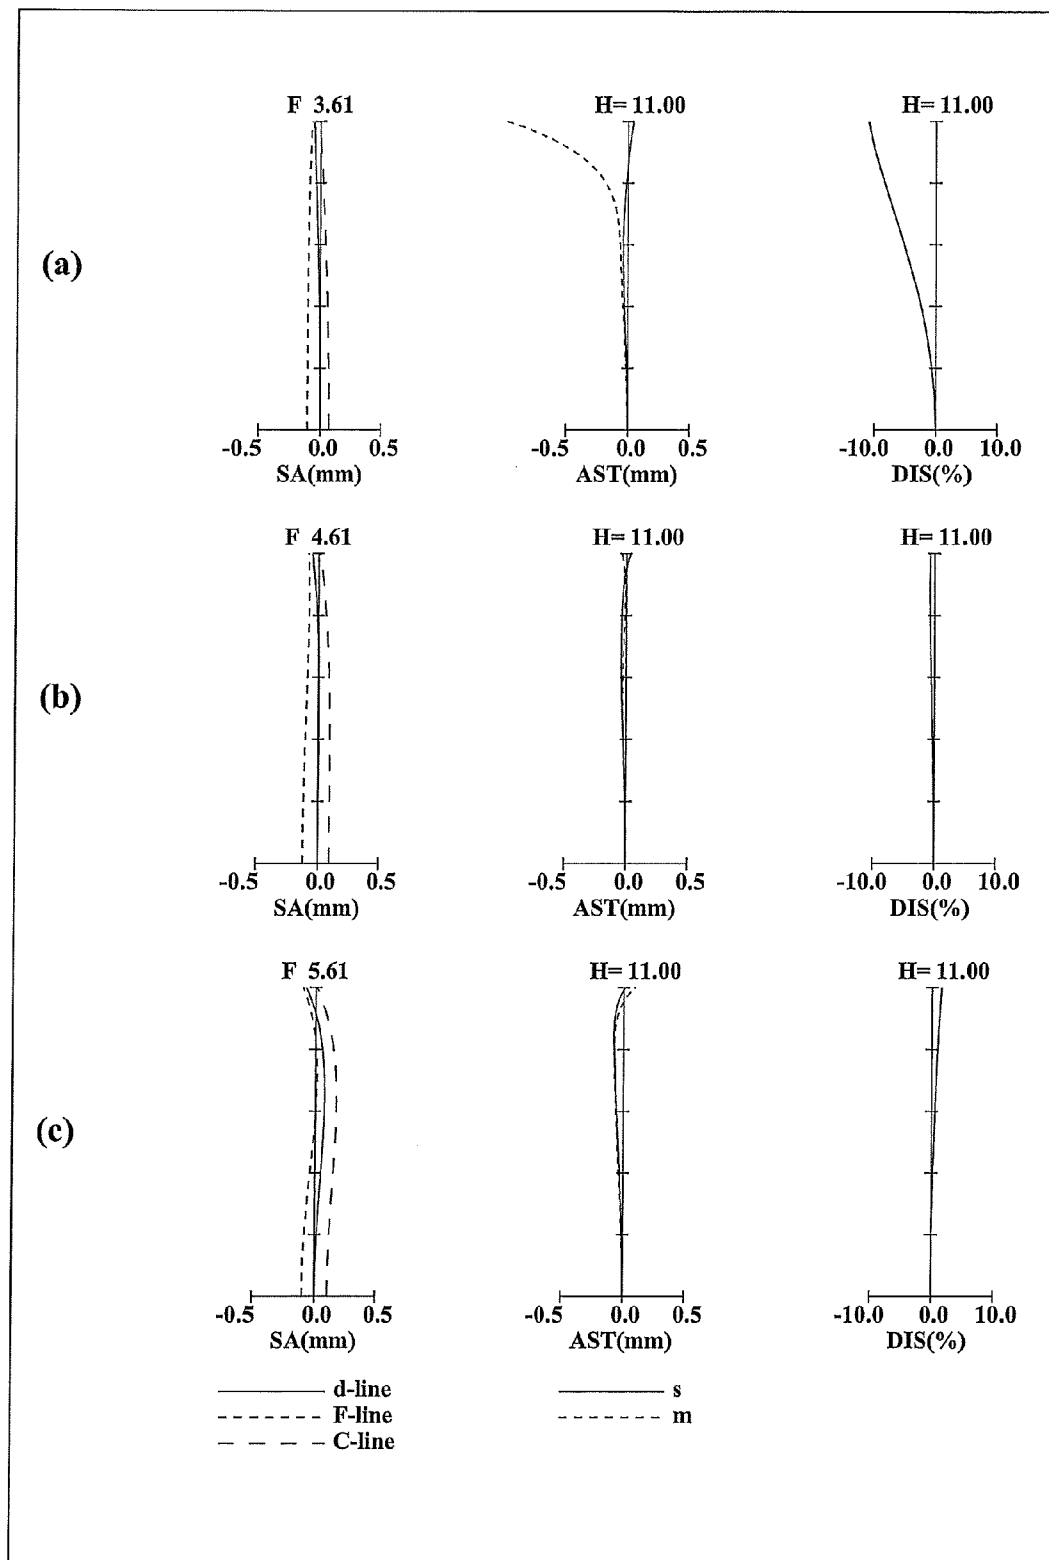 (a)
F 3.61
H= 11.00
H= 11.00
-0.5 0.0 0.5
SA(mm)
-0.5 0.0 0.5
AST(mm)
-10.0 0.0 10.0
DIS(%)
(b)
F 4.61
H= 11.00
H= 11.00
-0.5 0.0 0.5
SA(mm)
-0.5 0.0 0.5
AST(mm)
-10.0 0.0 10.0
DIS(%)
(c)
F 5.61
H= 11.00
H= 11.00
-0.5 0.0 0.5
SA(mm)
-0.5 0.0 0.5
AST(mm)
-10.0 0.0 10.0
DIS(%)
d-line
F-line
C-line
s
m